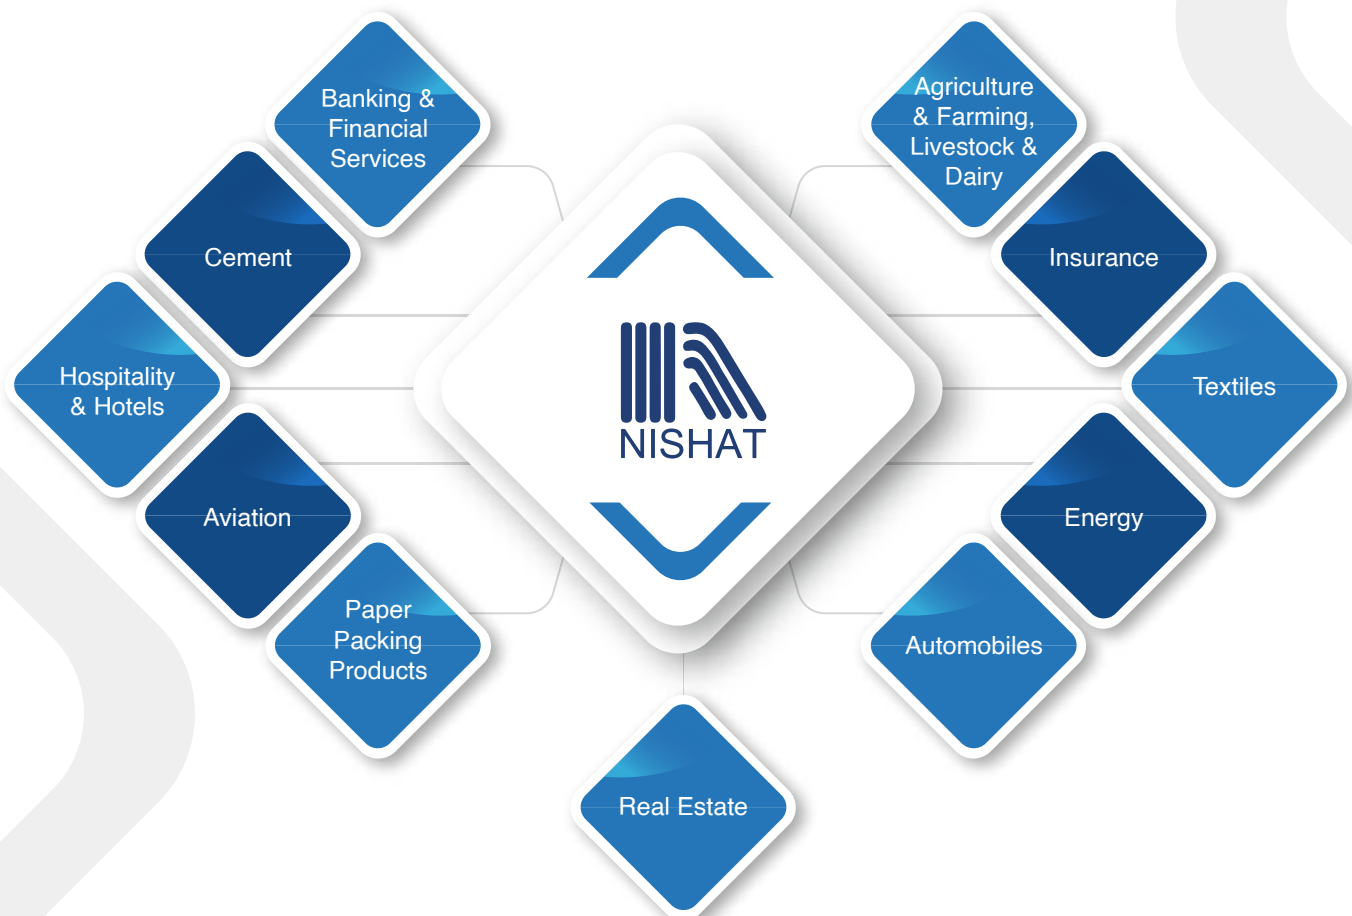 Banking &
Financial
Services
Cement
Hospitality
& Hotels
Aviation
Paper
Packing
Products
NISHAT
Agriculture
& Farming,
Livestock &
Dairy
Insurance
Textiles
Energy
Automobiles
Real Estate